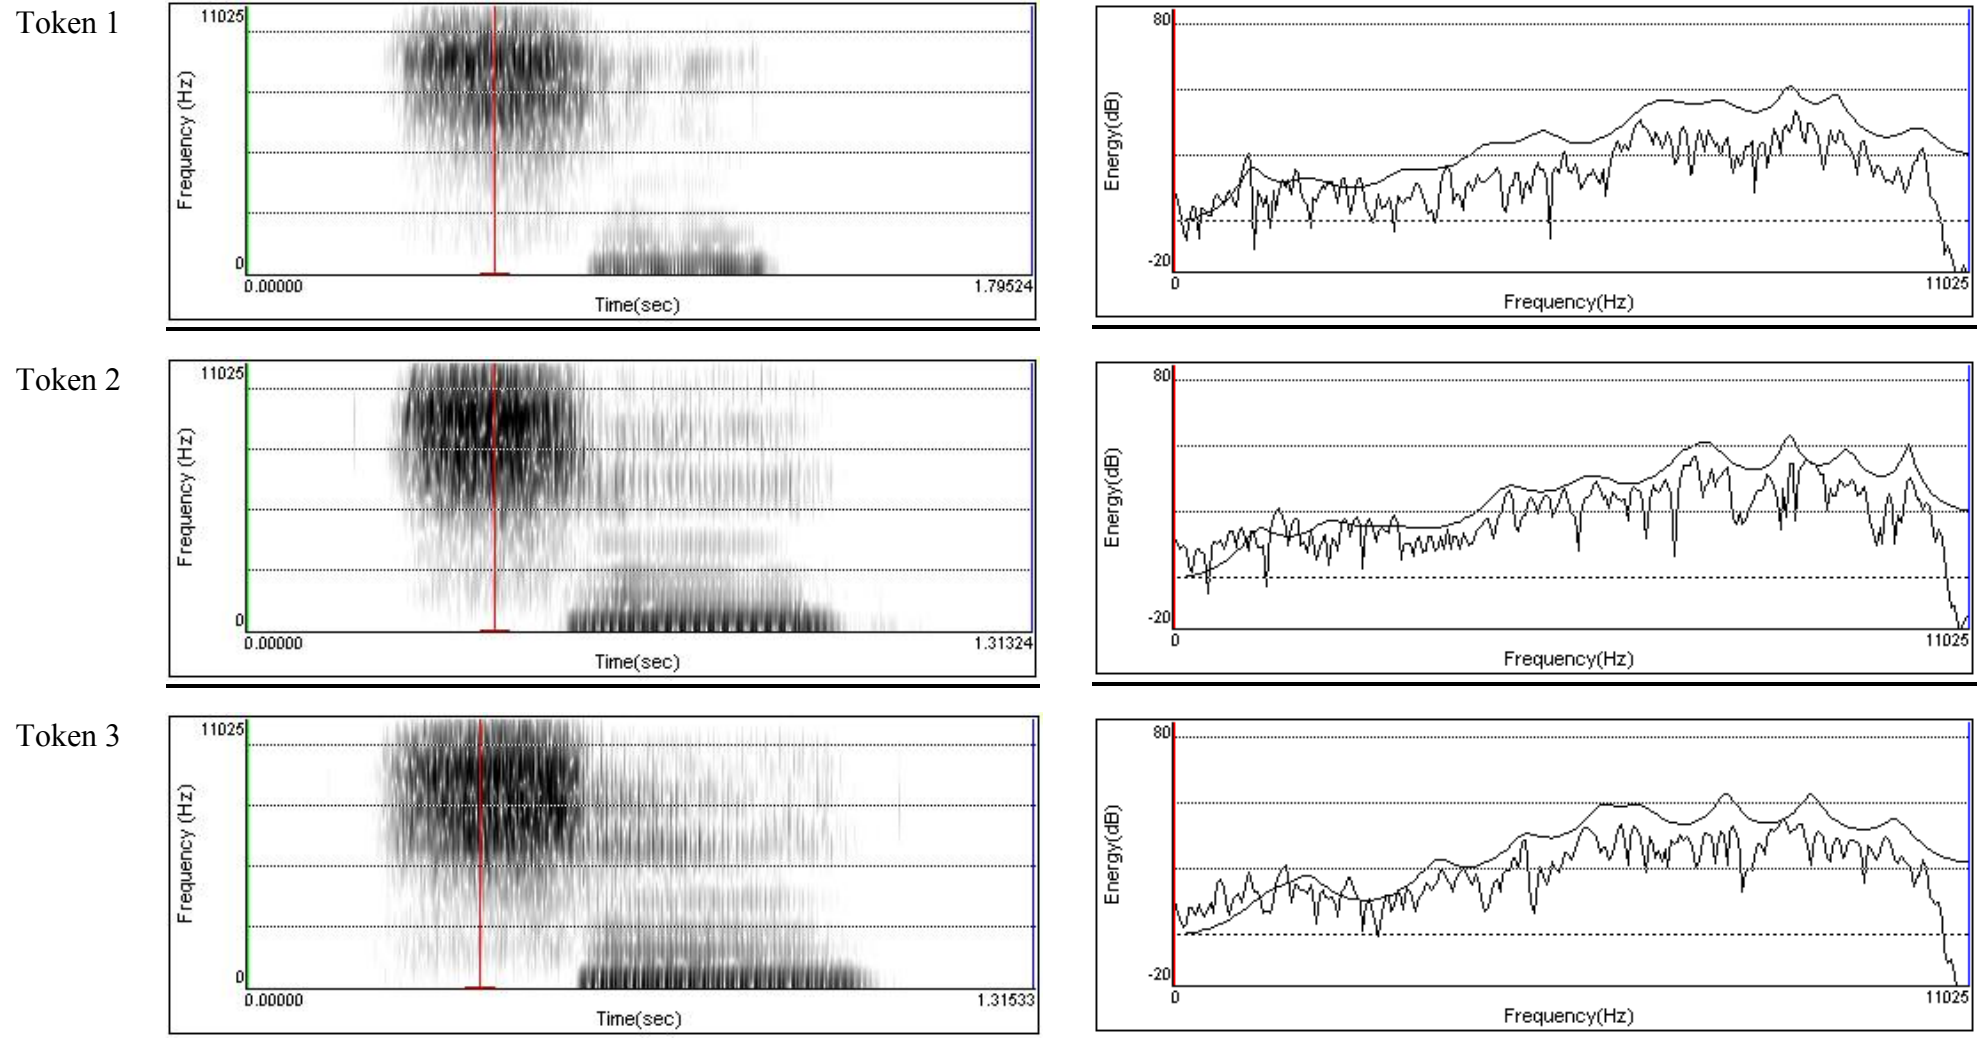 Token 1
11025
Frequency (Hz)
0
0.00000
1.79524
Time(sec)
80
Energy(dB)
-20
0
11025
Frequency(Hz)
Token 2
11025
Frequency (Hz)
0
0.00000
1.31324
Time(sec)
80
Energy(dB)
-20
0
11025
Frequency(Hz)
Token 3
11025
Frequency (Hz)
0
0.00000
1.31533
Time(sec)
80
Energy(dB)
-20
0
11025
Frequency(Hz)